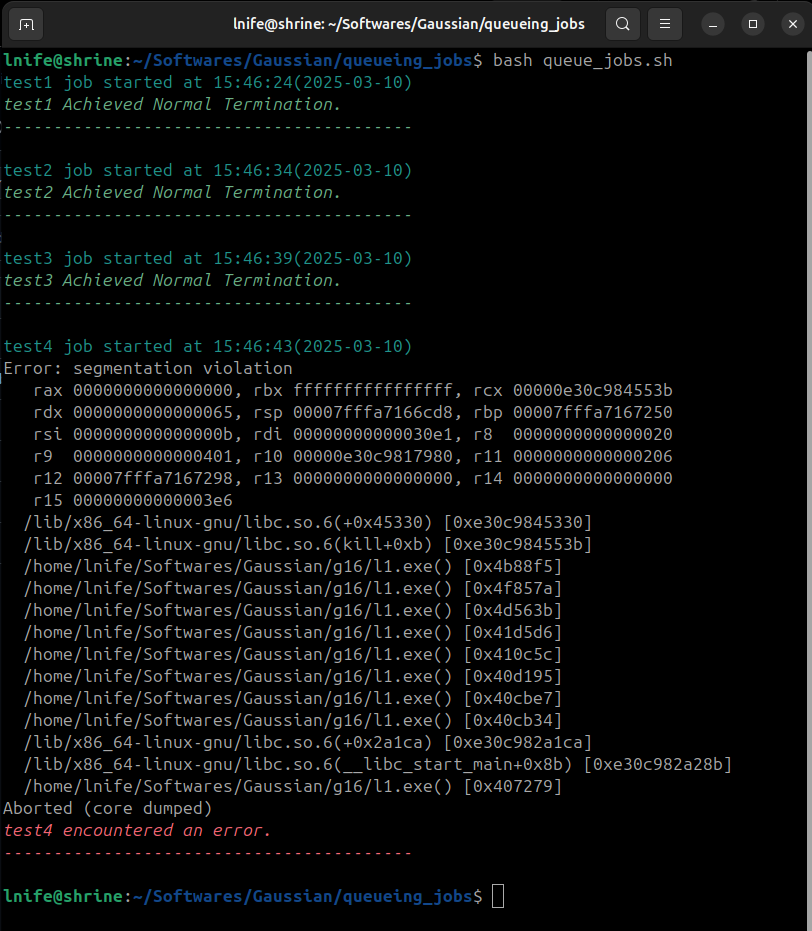 lnife@shrine: ~/Softwares/Gaussian/queueing_jobs
lnife@shrine:~/Softwares/Gaussian/queueing_jobs$ bash queue_jobs.sh
test1 job started at 15:46:24(2025-03-10)
test1 Achieved Normal Termination.
-----------------------------------------
test2 job started at 15:46:34(2025-03-10)
test2 Achieved Normal Termination.
-----------------------------------------
test3 job started at 15:46:39(2025-03-10)
test3 Achieved Normal Termination.
-----------------------------------------
test4 job started at 15:46:43(2025-03-10)
Error: segmentation violation
   rax 0000000000000000, rbx ffffffffffffffff, rcx 00000e30c984553b
   rdx 0000000000000065, rsp 00007fffa7166cd8, rbp 00007fffa7167250
   rsi 000000000000000b, rdi 00000000000030e1, r8  0000000000000020
   r9  0000000000000401, r10 00000e30c9817980, r11 0000000000000206
   r12 00007fffa7167298, r13 0000000000000000, r14 0000000000000000
   r15 00000000000003e6
  /lib/x86_64-linux-gnu/libc.so.6(+0x45330) [0xe30c9845330]
  /lib/x86_64-linux-gnu/libc.so.6(kill+0xb) [0xe30c984553b]
  /home/lnife/Softwares/Gaussian/g16/l1.exe() [0x4b88f5]
  /home/lnife/Softwares/Gaussian/g16/l1.exe() [0x4f857a]
  /home/lnife/Softwares/Gaussian/g16/l1.exe() [0x4d563b]
  /home/lnife/Softwares/Gaussian/g16/l1.exe() [0x41d5d6]
  /home/lnife/Softwares/Gaussian/g16/l1.exe() [0x410c5c]
  /home/lnife/Softwares/Gaussian/g16/l1.exe() [0x40d195]
  /home/lnife/Softwares/Gaussian/g16/l1.exe() [0x40cbe7]
  /home/lnife/Softwares/Gaussian/g16/l1.exe() [0x40cb34]
  /lib/x86_64-linux-gnu/libc.so.6(+0x2a1ca) [0xe30c982a1ca]
  /lib/x86_64-linux-gnu/libc.so.6(__libc_start_main+0x8b) [0xe30c982a28b]
  /home/lnife/Softwares/Gaussian/g16/l1.exe() [0x407279]
Aborted (core dumped)
test4 encountered an error.
-----------------------------------------
lnife@shrine:~/Softwares/Gaussian/queueing_jobs$